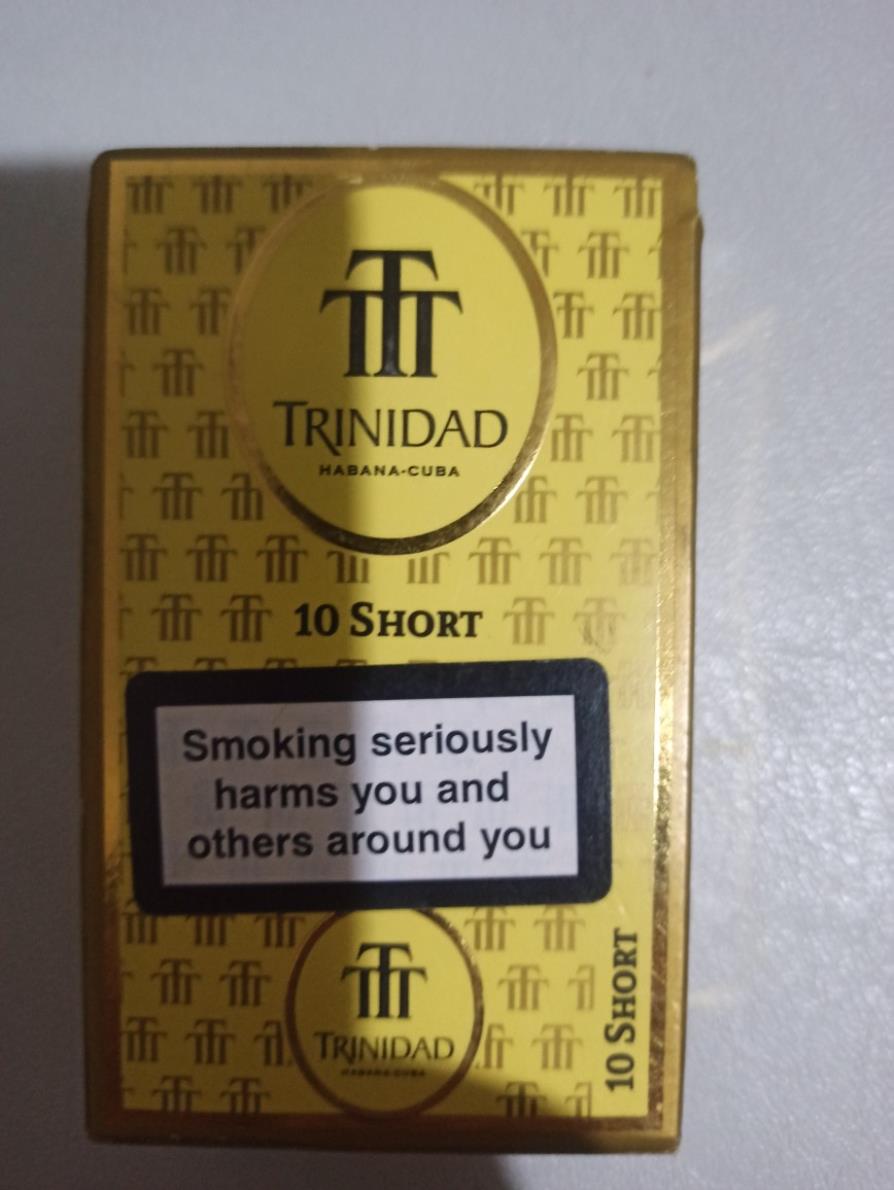 TRINIDAD
HABANA-CUBA
10 SHORT
Smoking seriously
harms you and
others around you
TRINIDAD
HABANA-CUBA
10 SHORT